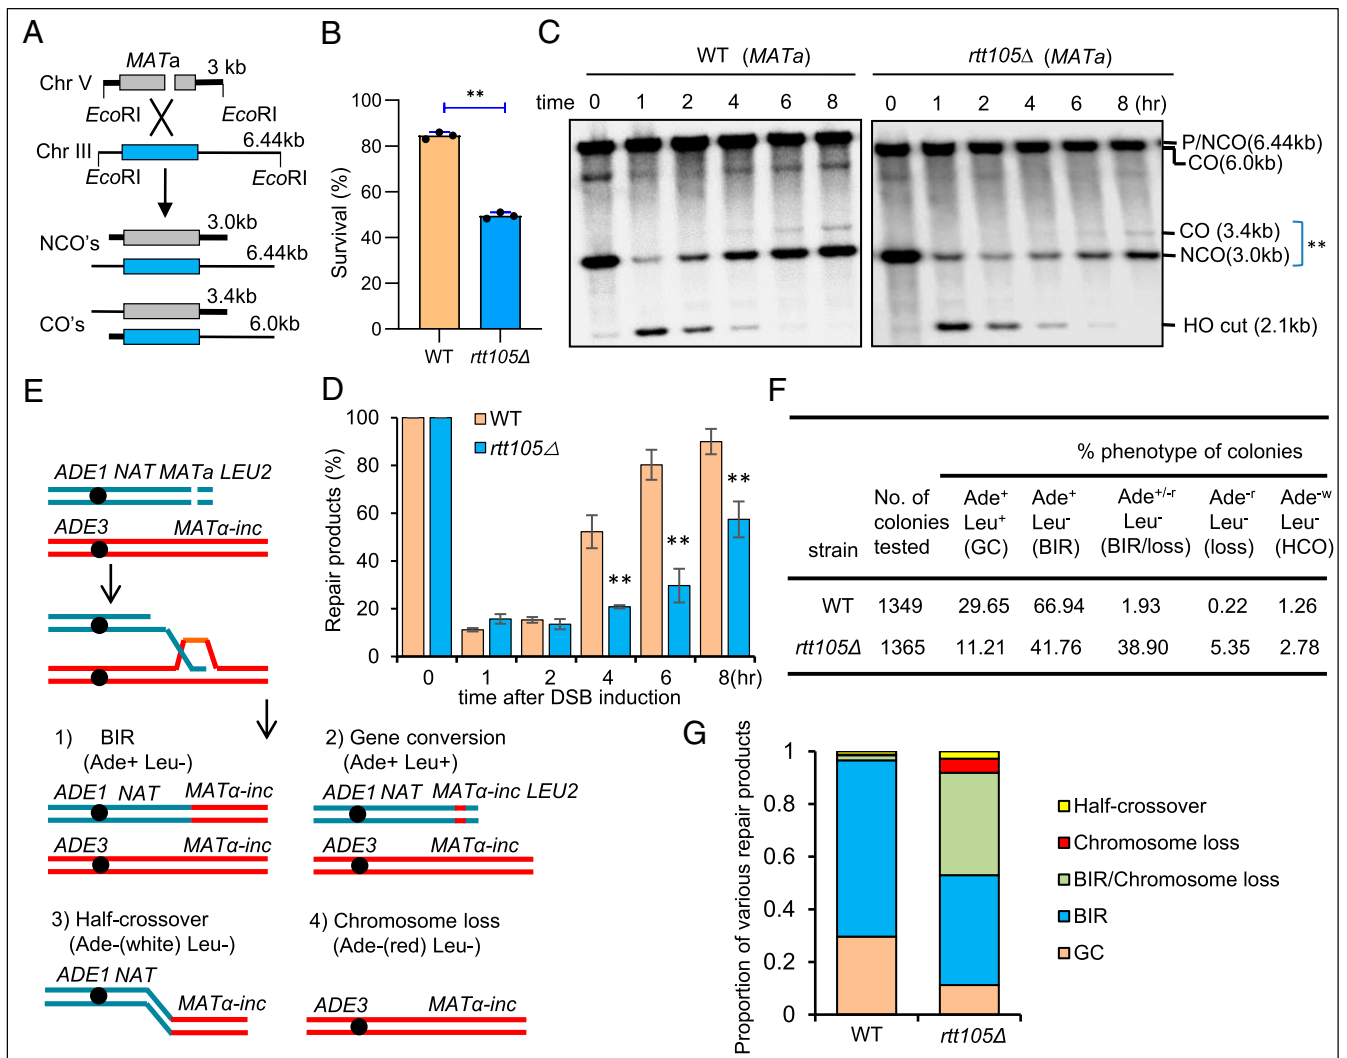 A
MATa
Chr V
3 kb
EcoRI
EcoRI
Chr III
6.44kb
EcoRI
EcoRI
NCO's
3.0kb
6.44kb
CO's
3.4kb
6.0kb
B
**
Survival (%)
100
80
60
40
20
0
WT rtt105Δ
C
WT (MATa) rtt105Δ (MATa)
time 0 1 2 4 6 8 0 1 2 4 6 8 (hr)
P/NCO(6.44kb)
CO(6.0kb)
CO (3.4kb)
**
NCO(3.0kb)
HO cut (2.1kb)
E
ADE1 NAT MATa LEU2
ADE3 MATα-inc
1) BIR
(Ade+ Leu-)
ADE1 NAT MATα-inc
ADE3 MATα-inc
2) Gene conversion
(Ade+ Leu+)
ADE1 NAT MATα-inc LEU2
ADE3 MATα-inc
3) Half-crossover
(Ade-(white) Leu-)
ADE1 NAT
MATα-inc
4) Chromosome loss
(Ade-(red) Leu-)
ADE3 MATα-inc
D
Repair products (%)
100
80
60
40
20
0
WT
rtt105△
**
**
**
0 1 2 4 6 8(hr)
time after DSB induction
F
% phenotype of colonies
strain
No. of
colonies
tested
Ade+
Leu+
(GC)
Ade+
Leu-
(BIR)
Ade+/-r
Leu-
(BIR/loss)
Ade-r
Leu-
(loss)
Ade-w
Leu-
(HCO)
WT 1349 29.65 66.94 1.93 0.22 1.26
rtt105Δ 1365 11.21 41.76 38.90 5.35 2.78
G
Proportion of various repair products
1
0.8
0.6
0.4
0.2
0
WT rtt105Δ
Half-crossover
Chromosome loss
BIR/Chromosome loss
BIR
GC